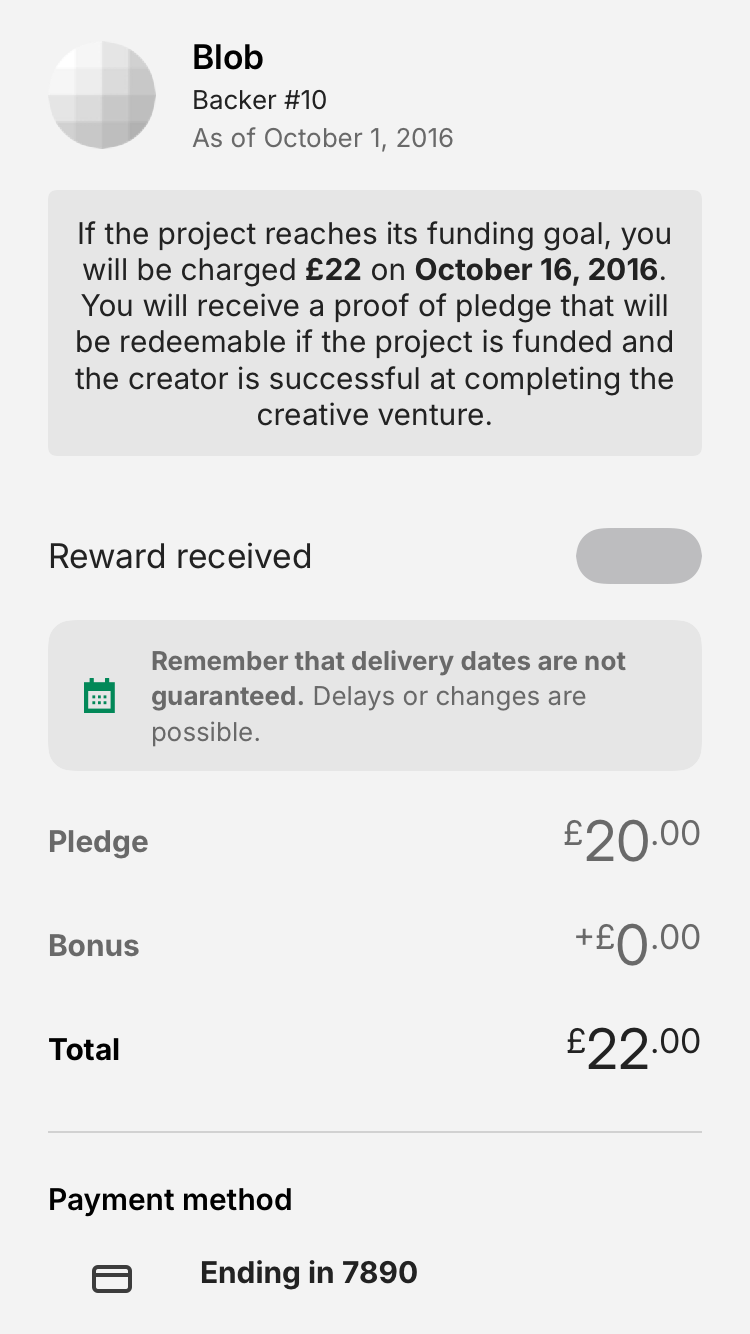 Blob
Backer #10
As of October 1, 2016
If the project reaches its funding goal, you
will be charged £22 on October 16, 2016.
You will receive a proof of pledge that will
be redeemable if the project is funded and
the creator is successful at completing the
creative venture.
Reward received
Remember that delivery dates are not
guaranteed. Delays or changes are
possible.
Pledge £20.00
Bonus +£0.00
Total £22.00
Payment method
Ending in 7890